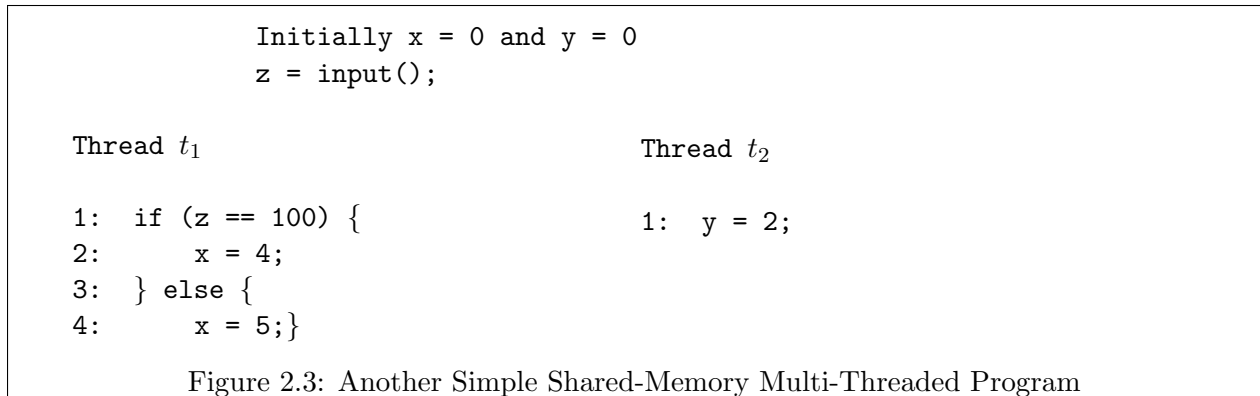 Initially x = 0 and y = 0
z = input();
Thread t₁
1: if (z == 100) {
2: x = 4;
3: } else {
4: x = 5;}
Thread t₂
1: y = 2;
Figure 2.3: Another Simple Shared-Memory Multi-Threaded Program